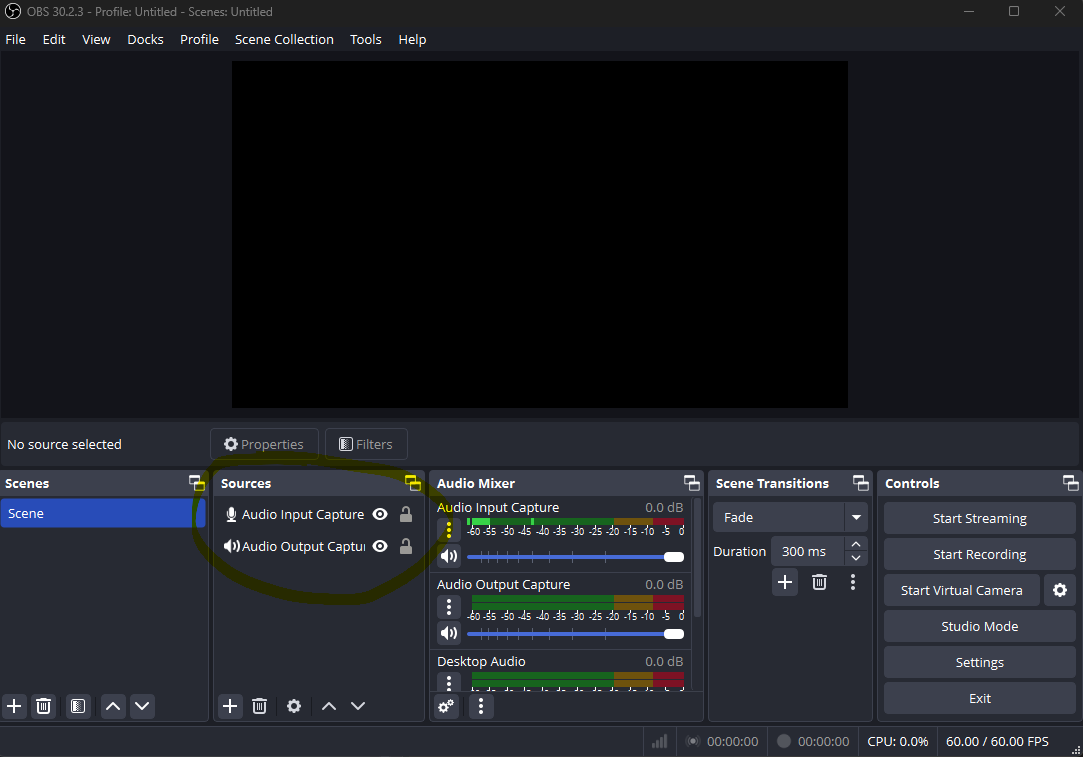 OBS 30.2.3 - Profile: Untitled - Scenes: Untitled
File Edit View Docks Profile Scene Collection Tools Help
No source selected
Properties
Filters
Scenes
Scene
Sources
Audio Input Capture
Audio Output Captu
Audio Mixer
Audio Input Capture 0.0 dB
-60 -55 -50 -45 -40 -35 -30 -25 -20 -15 -10 -5 0
Audio Output Capture 0.0 dB
-60 -55 -50 -45 -40 -35 -30 -25 -20 -15 -10 -5 0
Desktop Audio 0.0 dB
Scene Transitions
Fade
Duration 300 ms
Controls
Start Streaming
Start Recording
Start Virtual Camera
Studio Mode
Settings
Exit
00:00:00 00:00:00 CPU: 0.0% 60.00 / 60.00 FPS